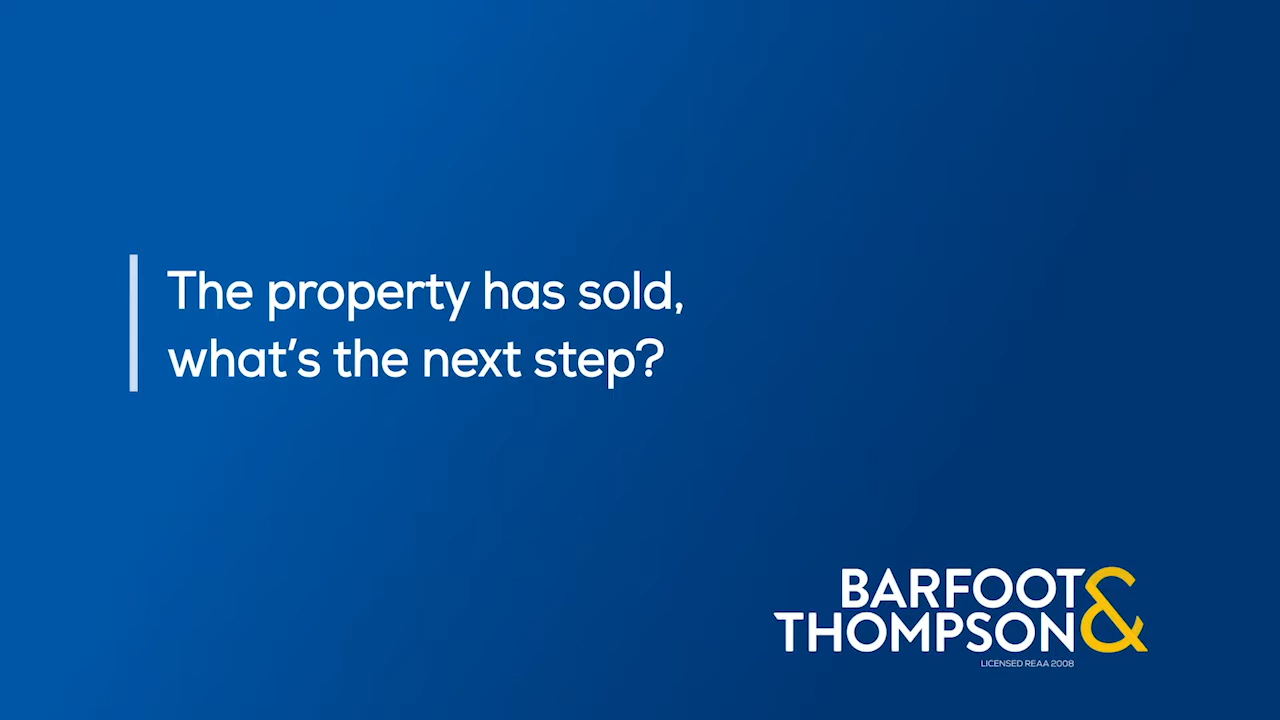 The property has sold,
what's the next step?
BARFOOT &
THOMPSON
LICENSED REAA 2008